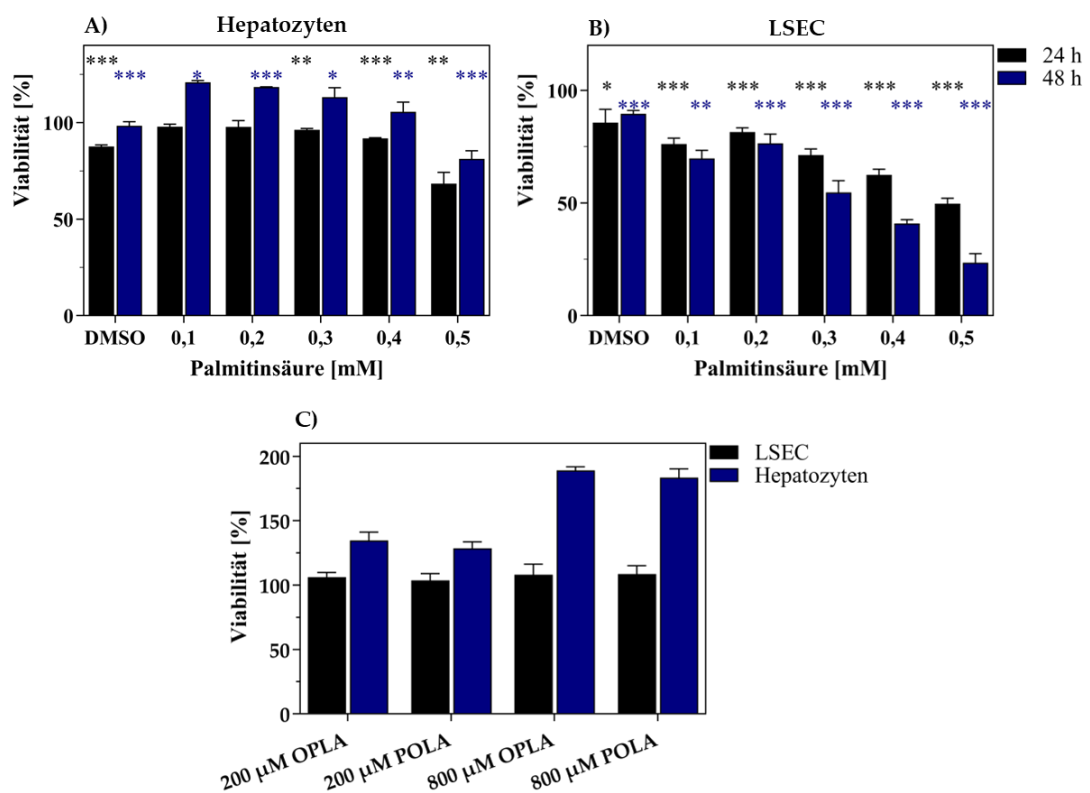 A)
Hepatozyten
Viabilität [%]
100
50
0
*** *** * *** ** * *** ** ** ***
DMSO 0,1 0,2 0,3 0,4 0,5
Palmitinsäure [mM]
B)
LSEC
24 h
48 h
Viabilität [%]
100
50
0
* *** *** ** *** *** *** *** *** *** *** ***
DMSO 0,1 0,2 0,3 0,4 0,5
Palmitinsäure [mM]
C)
LSEC
Hepatozyten
Viabilität [%]
200
150
100
50
0
200 µM OPLA
200 µM POLA
800 µM OPLA
800 µM POLA